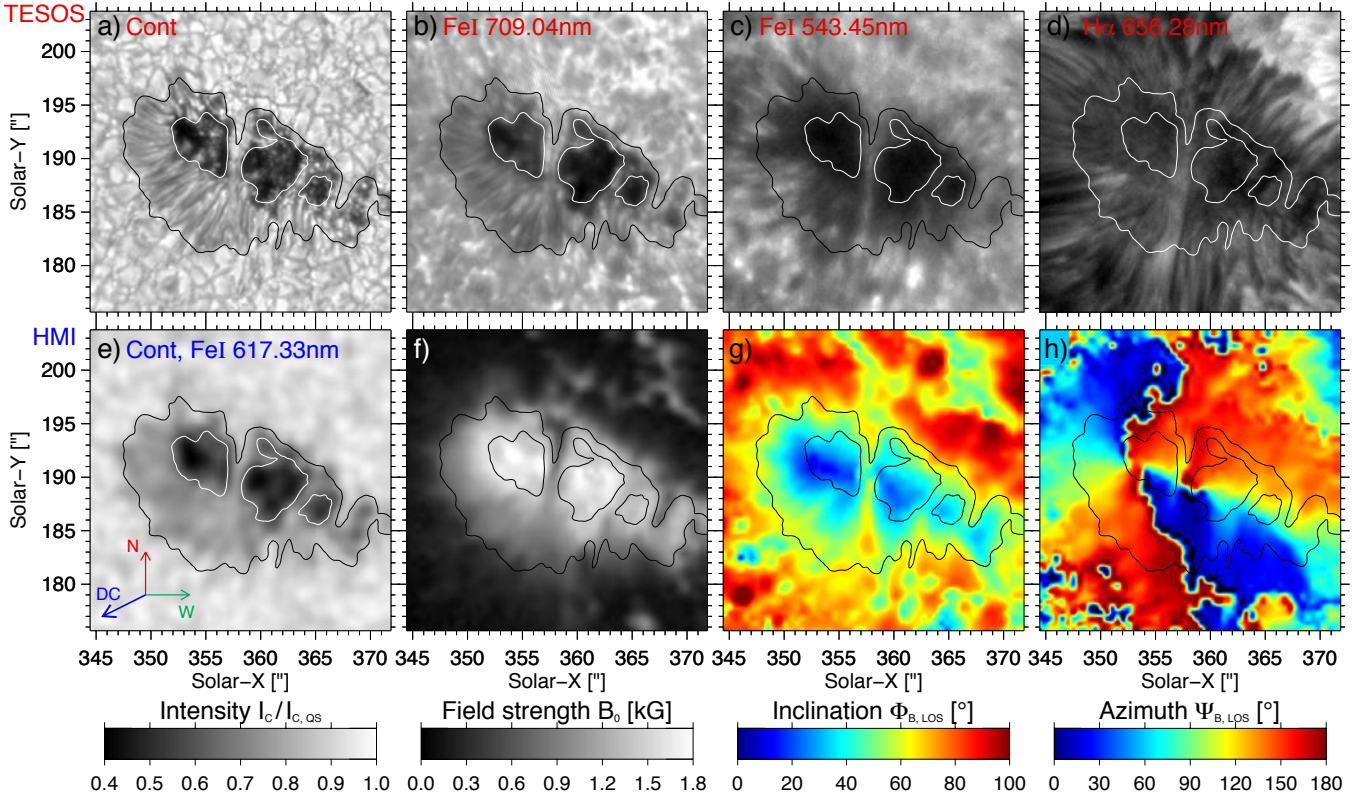 TESOS
a) Cont
b) FeI 709.04nm
c) FeI 543.45nm
d) Hα 656.28nm
200
195
190
185
180
Solar-Y ["]
HMI
e) Cont, FeI 617.33nm
f)
g)
h)
200
195
190
185
180
Solar-Y ["]
N
DC
W
345 350 355 360 365 370
345 350 355 360 365 370
345 350 355 360 365 370
345 350 355 360 365 370
Solar-X ["]
Solar-X ["]
Solar-X ["]
Solar-X ["]
Intensity I_C / I_C, QS
Field strength B_0 [kG]
Inclination Φ_B, LOS [°]
Azimuth Ψ_B, LOS [°]
0.4 0.5 0.6 0.7 0.8 0.9 1.0
0.0 0.3 0.6 0.9 1.2 1.5 1.8
0 20 40 60 80 100
0 30 60 90 120 150 180